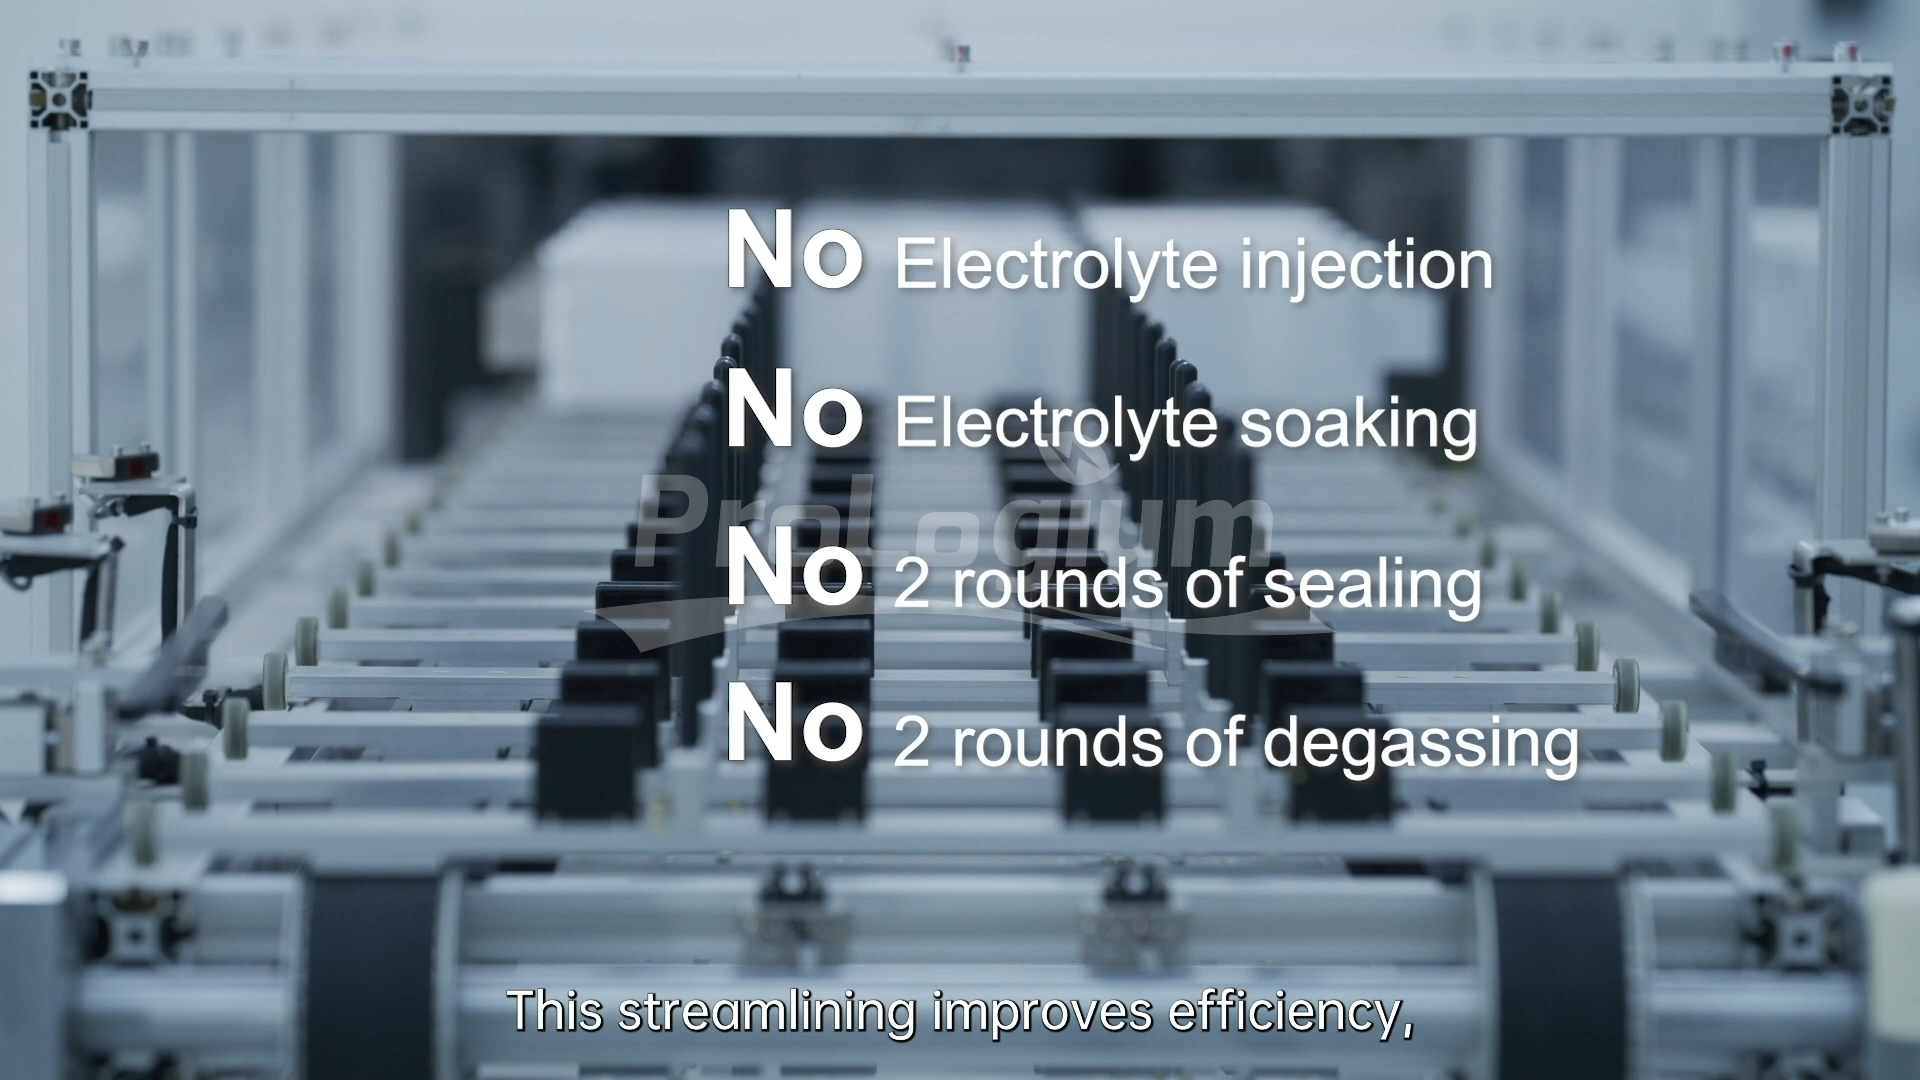 No Electrolyte injection
No Electrolyte soaking
ProLogium
No 2 rounds of sealing
No 2 rounds of degassing
This streamlining improves efficiency,